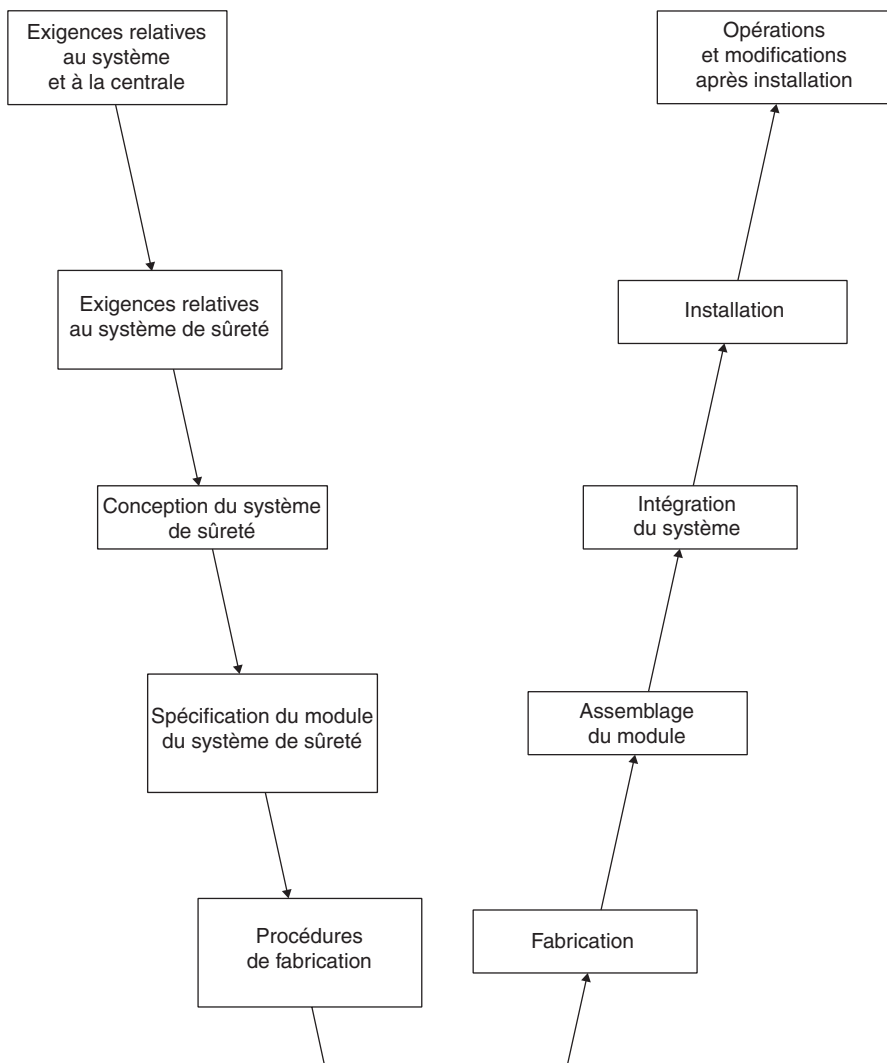 Exigences relatives
au système
et à la centrale
Exigences relatives
au système de sûreté
Conception du système
de sûreté
Spécification du module
du système de sûreté
Procédures
de fabrication
Fabrication
Assemblage
du module
Intégration
du système
Installation
Opérations
et modifications
après installation